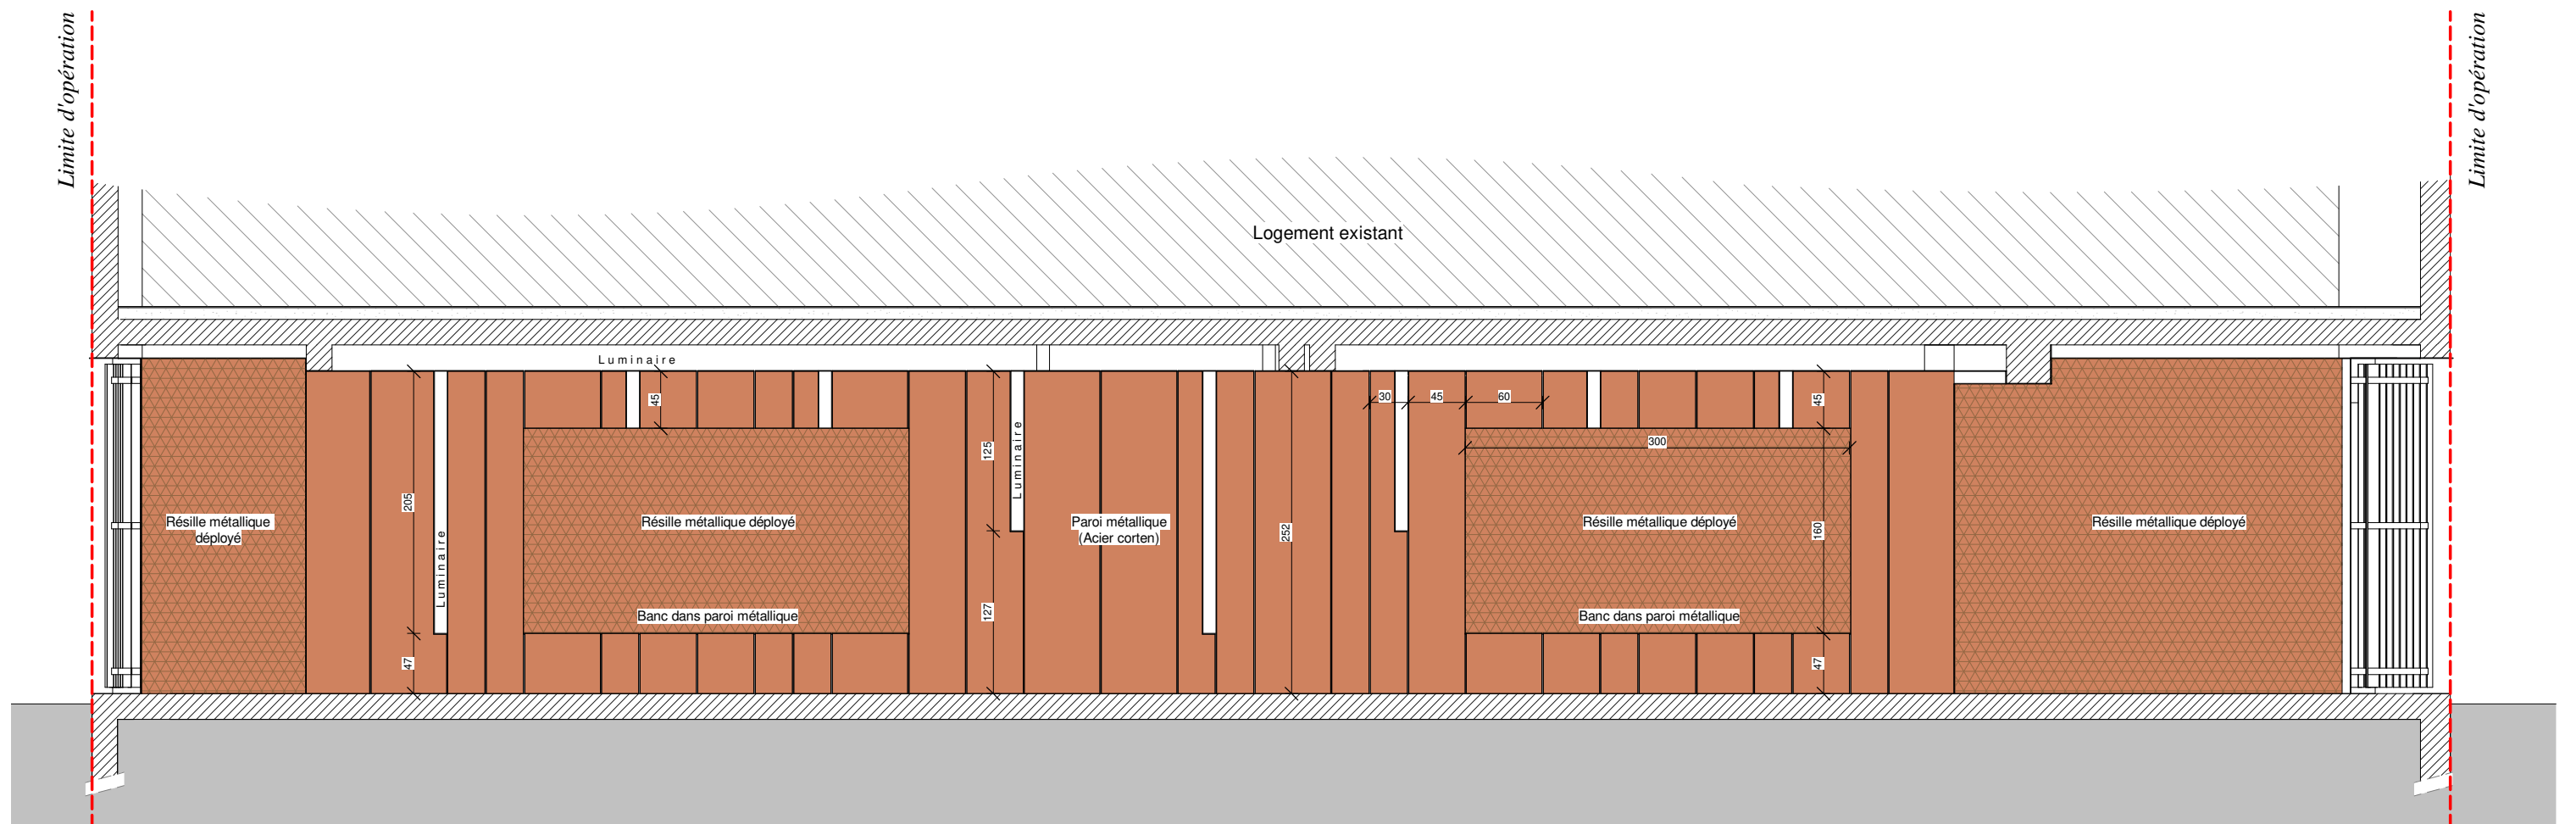 Limite d'opération
Limite d'opération
Logement existant
Luminaire
45
30
45
60
45
300
125
Luminaire
205
Résille métallique
déployé
Résille métallique déployé
Paroi métallique
(Acier corten)
252
Résille métallique déployé
160
Résille métallique déployé
Luminaire
Banc dans paroi métallique
127
Banc dans paroi métallique
47
47